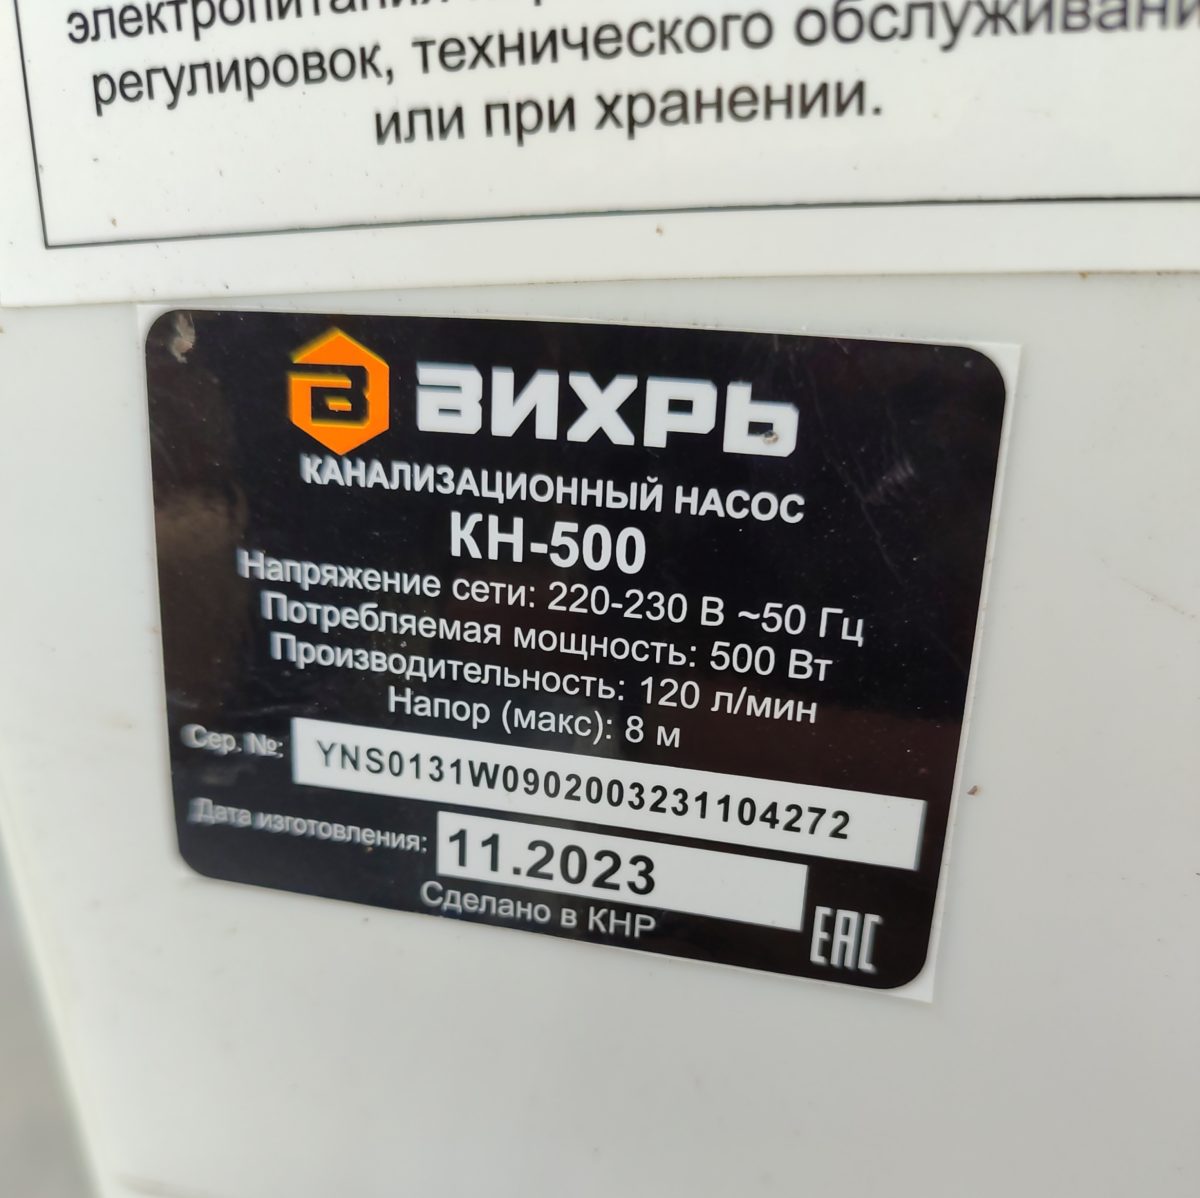 электропитания
регулировок, технического обслуживани
или при хранении.
В ВИХРЬ
КАНАЛИЗАЦИОННЫЙ НАСОС
КН-500
Напряжение сети: 220-230 В ~50 Гц
Потребляемая мощность: 500 Вт
Производительность: 120 л/мин
Напор (макс): 8 м
Сер. №: YNS0131W0902003231104272
Дата изготовления: 11.2023
Сделано в КНР
ЕАС